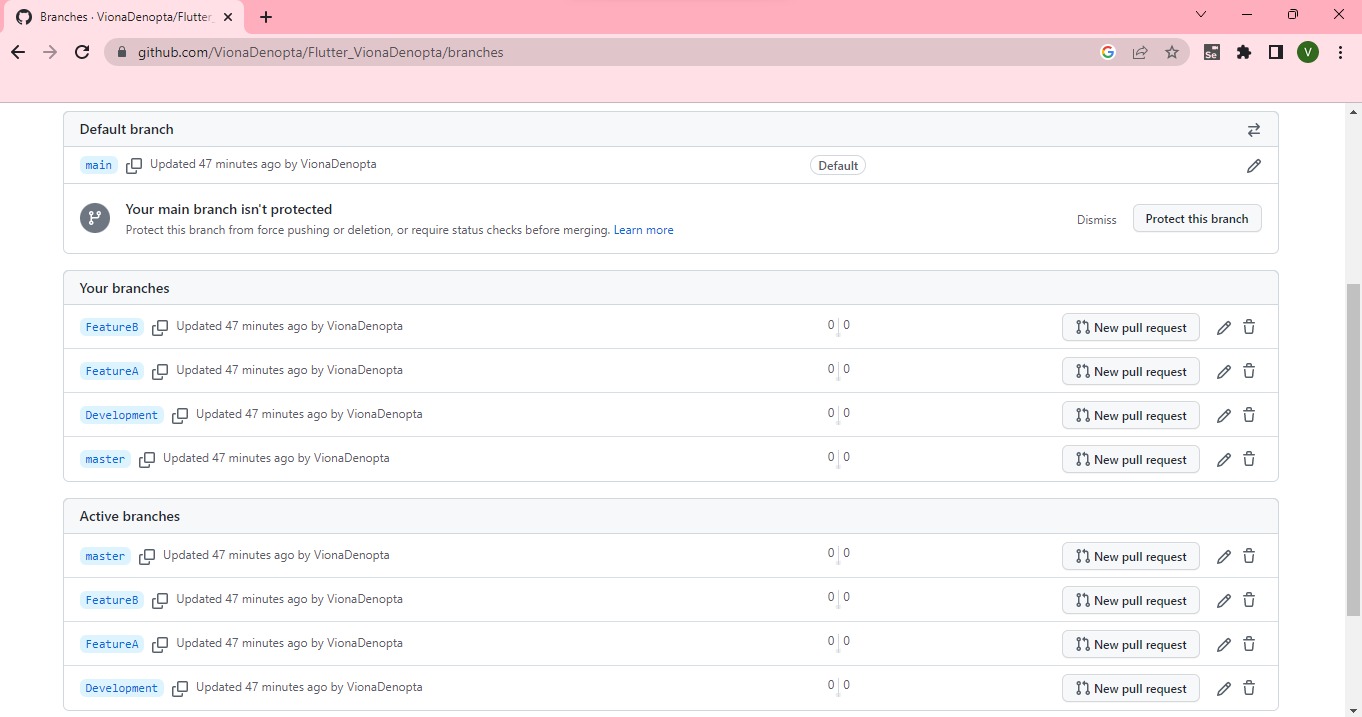 Branches · VionaDenopta/Flutter_
github.com/VionaDenopta/Flutter_VionaDenopta/branches
Se
V
Default branch
main Updated 47 minutes ago by VionaDenopta Default
Your main branch isn't protected
Protect this branch from force pushing or deletion, or require status checks before merging. Learn more
Dismiss Protect this branch
Your branches
FeatureB Updated 47 minutes ago by VionaDenopta 0 0 New pull request
FeatureA Updated 47 minutes ago by VionaDenopta 0 0 New pull request
Development Updated 47 minutes ago by VionaDenopta 0 0 New pull request
master Updated 47 minutes ago by VionaDenopta 0 0 New pull request
Active branches
master Updated 47 minutes ago by VionaDenopta 0 0 New pull request
FeatureB Updated 47 minutes ago by VionaDenopta 0 0 New pull request
FeatureA Updated 47 minutes ago by VionaDenopta 0 0 New pull request
Development Updated 47 minutes ago by VionaDenopta 0 0 New pull request